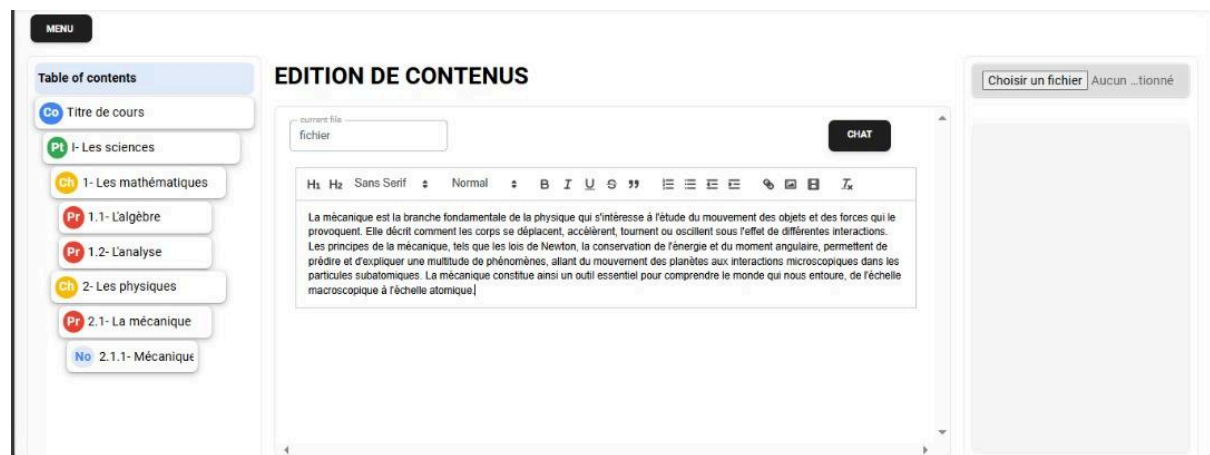 MENU
Table of contents
Co Titre de cours
Pt I- Les sciences
Ch 1- Les mathématiques
Pr 1.1- L'algèbre
Pr 1.2- L'analyse
Ch 2- Les physiques
Pr 2.1- La mécanique
No 2.1.1- Mécanique
EDITION DE CONTENUS
current file
fichier
CHAT
H1 H2 Sans Serif Normal B I U S
La mécanique est la branche fondamentale de la physique qui s'intéresse à l'étude du mouvement des objets et des forces qui le
provoquent. Elle décrit comment les corps se déplacent, accélèrent, tournent ou oscillent sous l'effet de différentes interactions.
Les principes de la mécanique, tels que les lois de Newton, la conservation de l'énergie et du moment angulaire, permettent de
prédire et d'expliquer une multitude de phénomènes, allant du mouvement des planètes aux interactions microscopiques dans les
particules subatomiques. La mécanique constitue ainsi un outil essentiel pour comprendre le monde qui nous entoure, de l'échelle
macroscopique à l'échelle atomique.
Choisir un fichier Aucun ...tionné